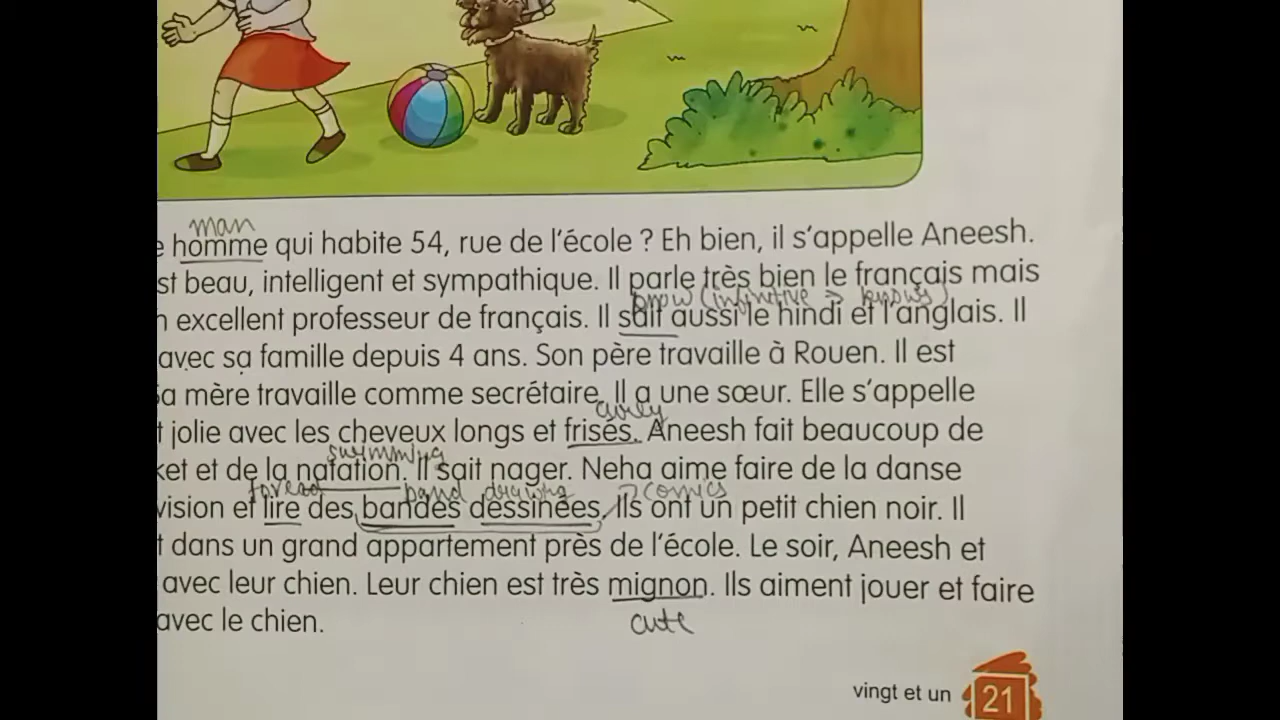 man
e homme qui habite 54, rue de l'école ? Eh bien, il s'appelle Aneesh.
st beau, intelligent et sympathique. Il parle très bien le français mais
know (infinitive → knows)
n excellent professeur de français. Il sait aussi le hindi et l'anglais. Il
avec sa famille depuis 4 ans. Son père travaille à Rouen. Il est
Sa mère travaille comme secrétaire. Il a une sœur. Elle s'appelle
curly
t jolie avec les cheveux longs et frisés. Aneesh fait beaucoup de
swimming
ket et de la natation. Il sait nager. Neha aime faire de la danse
to read band drawing → comics
vision et lire des bandes dessinées. Ils ont un petit chien noir. Il
t dans un grand appartement près de l'école. Le soir, Aneesh et
avec leur chien. Leur chien est très mignon. Ils aiment jouer et faire
avec le chien.
cute
vingt et un 21